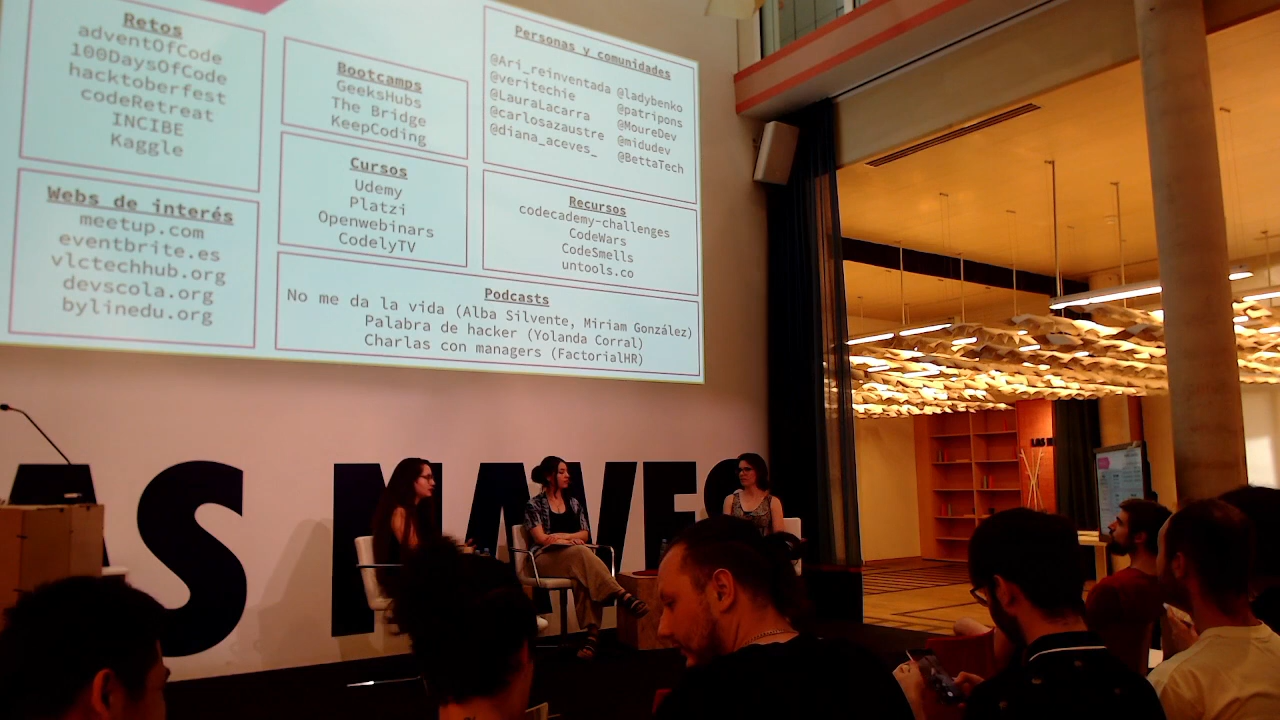 Retos
adventOfCode
100DaysOfCode
hacktoberfest
codeRetreat
INCIBE
Kaggle
Webs de interés
meetup.com
eventbrite.es
vlctechhub.org
devscola.org
bylinedu.org
Bootcamps
GeeksHubs
The Bridge
KeepCoding
Cursos
Udemy
Platzi
Openwebinars
CodelyTV
Personas y comunidades
@Ari_reinventada @ladybenko
@veritechie @patripons
@LauraLacarra @MoureDev
@carlosazaustre @midudev
@diana_aceves_ @BettaTech
Recursos
codecademy-challenges
CodeWars
CodeSmells
untools.co
Podcasts
No me da la vida (Alba Silvente, Miriam González)
Palabra de hacker (Yolanda Corral)
Charlas con managers (FactorialHR)
AS NAVES